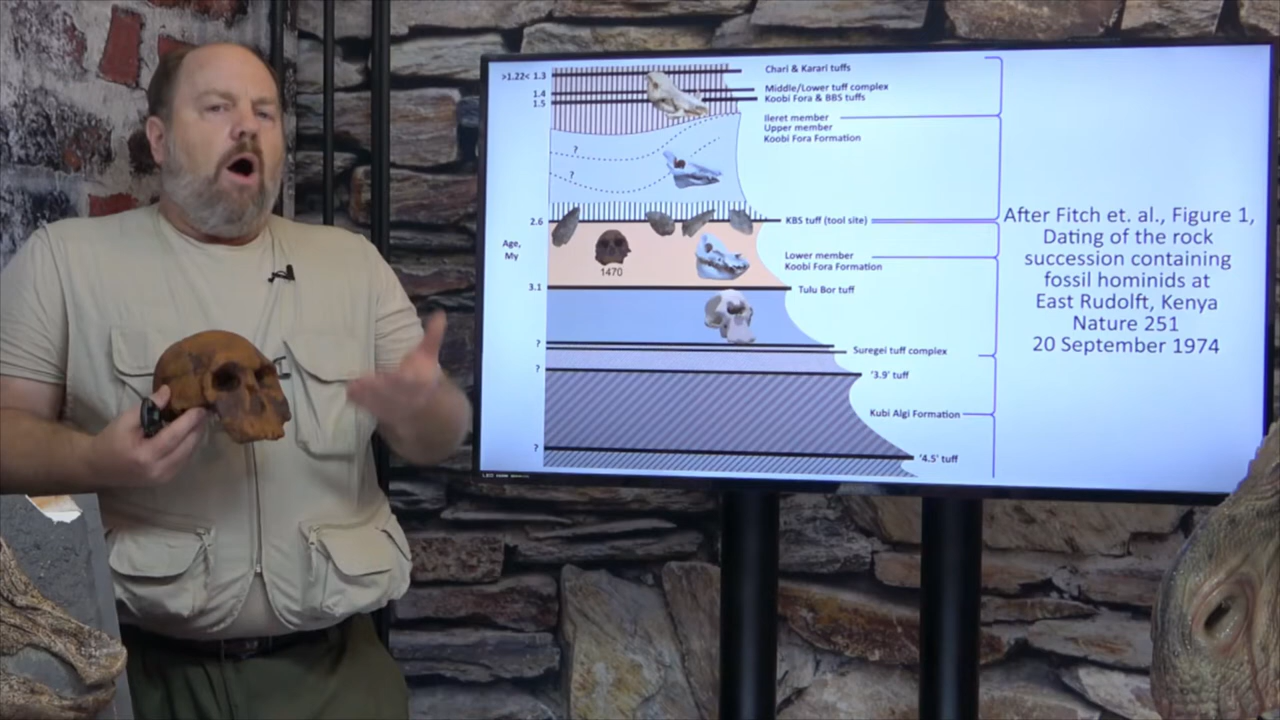 >1.22< 1.3
1.4
1.5
2.6
Age,
My
3.1
?
?
?
?
?
1470
Chari & Karari tuffs
Middle/Lower tuff complex
Koobi Fora & BBS tuffs
Ileret member
Upper member
Koobi Fora Formation
KBS tuff (tool site)
Lower member
Koobi Fora Formation
Tulu Bor tuff
Suregei tuff complex
'3.9' tuff
Kubi Algi Formation
'4.5' tuff
After Fitch et. al., Figure 1,
Dating of the rock
succession containing
fossil hominids at
East Rudolft, Kenya
Nature 251
20 September 1974